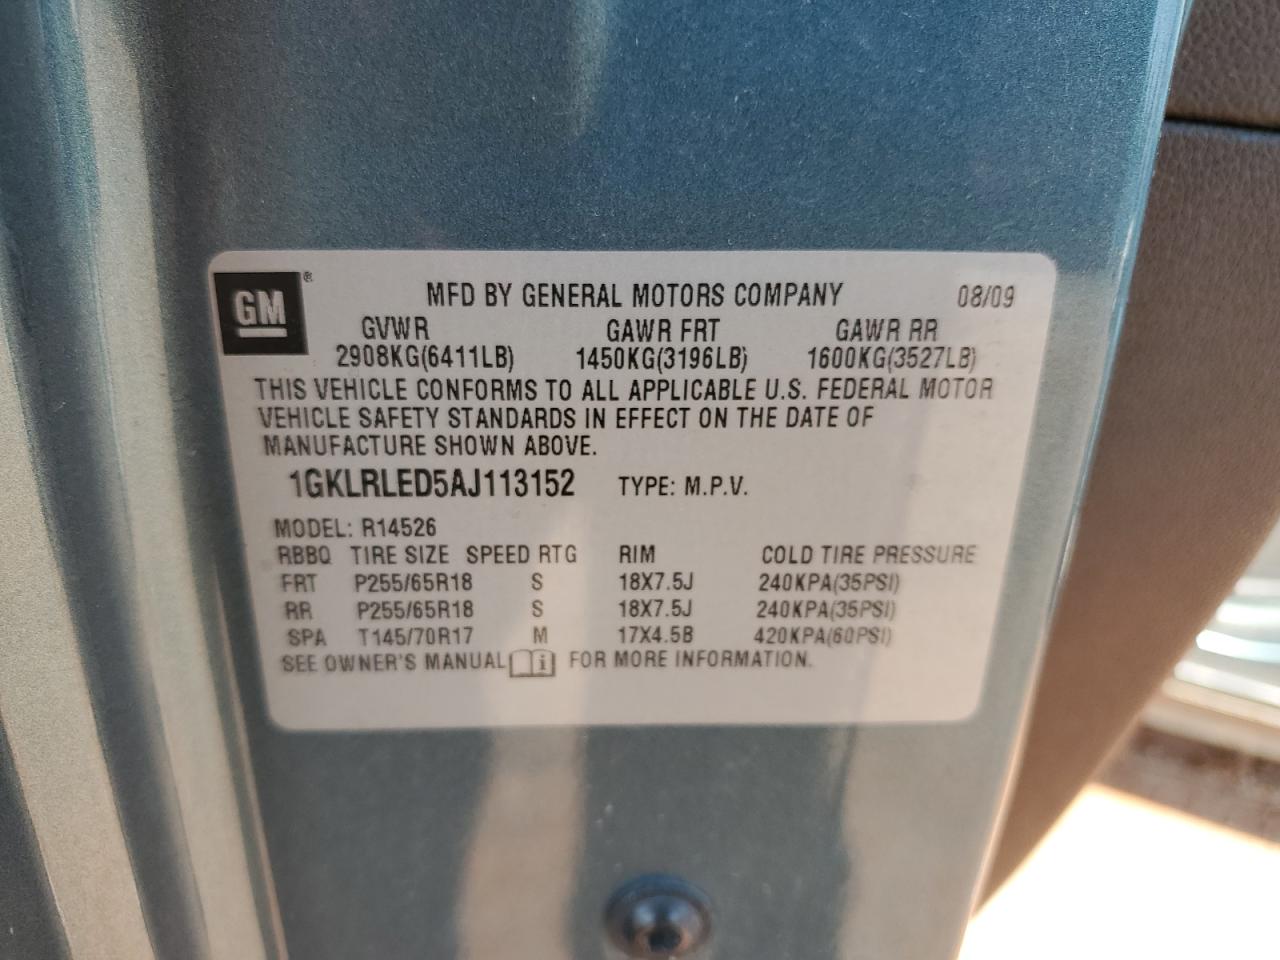 GM ®
MFD BY GENERAL MOTORS COMPANY 08/09
GVWR GAWR FRT GAWR RR
2908KG(6411LB) 1450KG(3196LB) 1600KG(3527LB)
THIS VEHICLE CONFORMS TO ALL APPLICABLE U.S. FEDERAL MOTOR
VEHICLE SAFETY STANDARDS IN EFFECT ON THE DATE OF
MANUFACTURE SHOWN ABOVE.
1GKLRLED5AJ113152 TYPE: M.P.V.
MODEL: R14526
RBBQ TIRE SIZE SPEED RTG RIM COLD TIRE PRESSURE
FRT P255/65R18 S 18X7.5J 240KPA(35PSI)
RR P255/65R18 S 18X7.5J 240KPA(35PSI)
SPA T145/70R17 M 17X4.5B 420KPA(60PSI)
SEE OWNER'S MANUAL i FOR MORE INFORMATION.